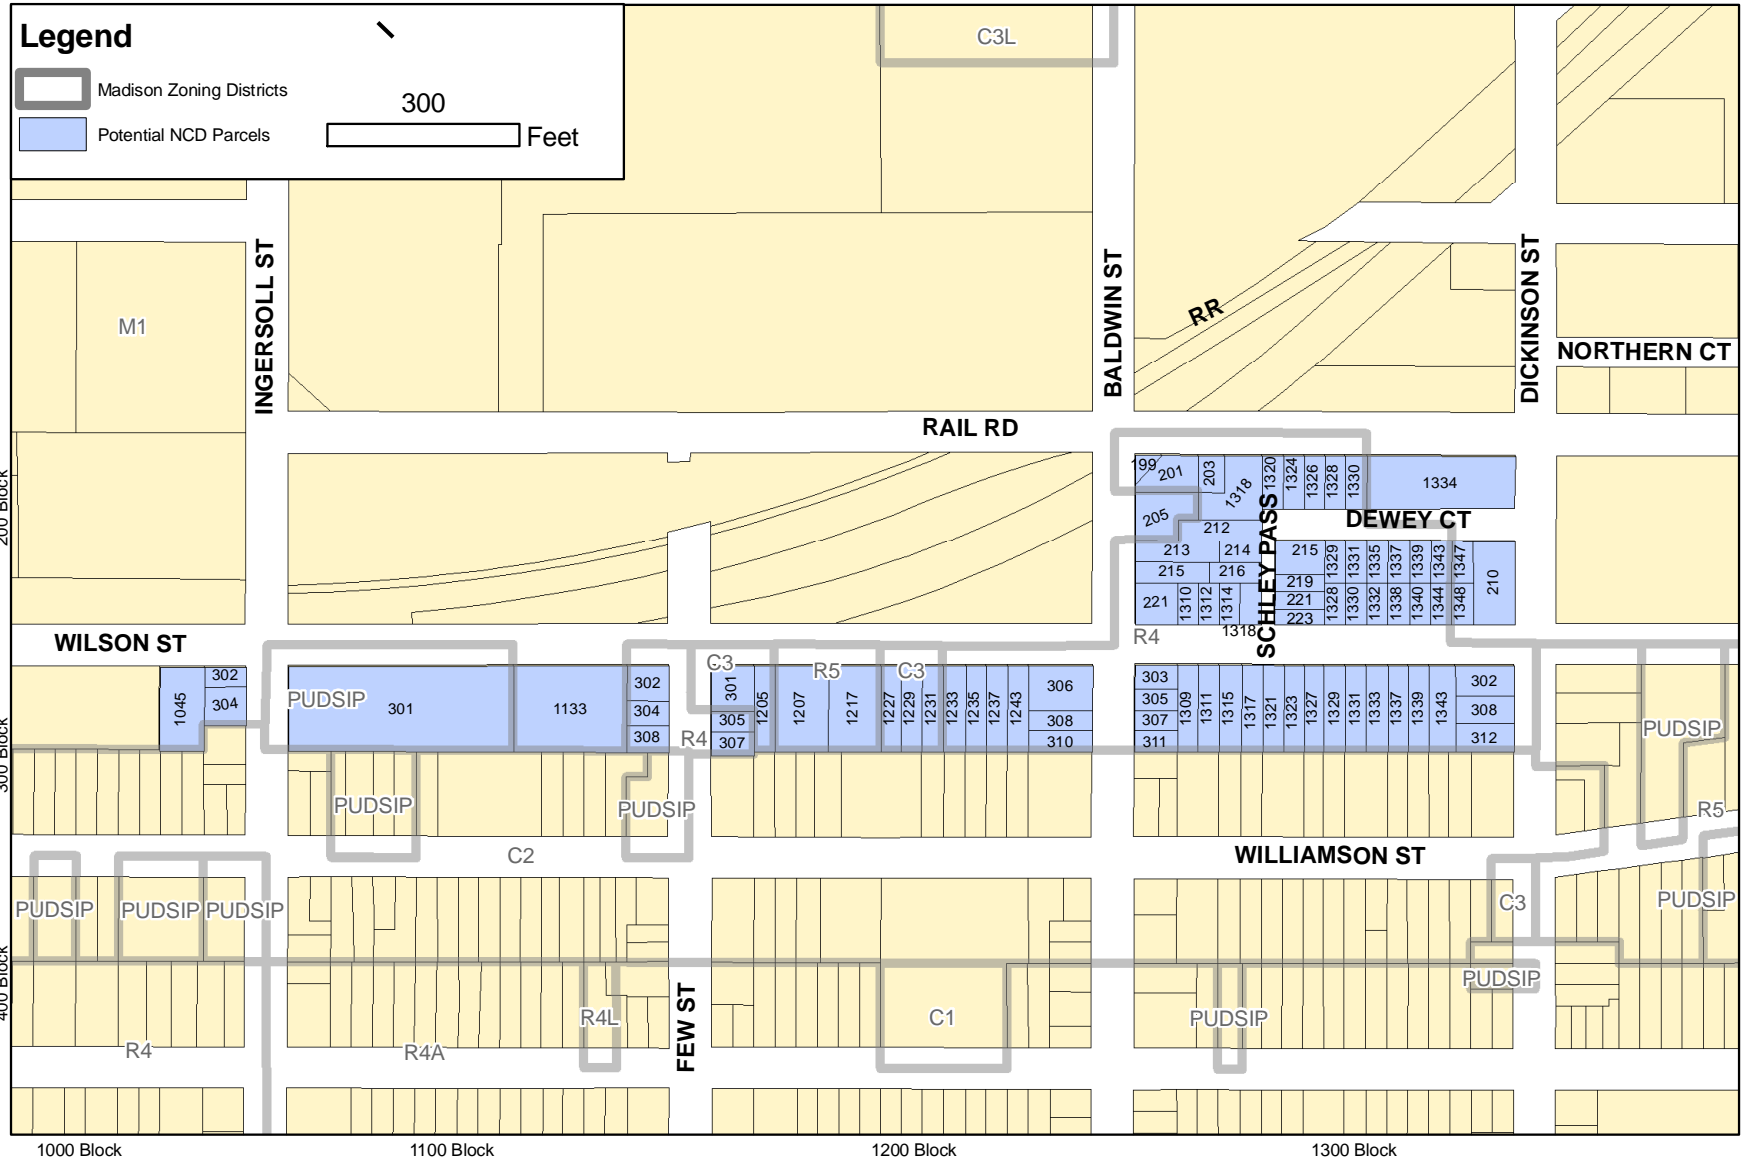 Legend
Madison Zoning Districts
Potential NCD Parcels
300
Feet
C3L
M1
INGERSOLL ST
BALDWIN ST
RR
DICKINSON ST
NORTHERN CT
RAIL RD
200 Block
199
201
203
1318
1320
1324
1326
1328
1330
1334
205
212
DEWEY CT
213
214
215
216
221
1310
1312
1314
1318
SCHLEY PASS
215
219
221
223
1329
1331
1335
1337
1339
1343
1347
1328
1330
1332
1338
1340
1344
1348
210
WILSON ST
R4
300 Block
1045
302
304
PUDSIP
301
1133
302
304
308
C3
R4
301
305
307
1205
R5
1207
1217
C3
1227
1229
1231
1233
1235
1237
1243
306
308
310
303
305
307
311
1309
1311
1315
1317
1321
1323
1327
1329
1331
1333
1337
1339
1343
302
308
312
PUDSIP
PUDSIP
PUDSIP
R5
C2
WILLIAMSON ST
PUDSIP
PUDSIP
PUDSIP
C3
PUDSIP
400 Block
PUDSIP
R4
R4A
R4L
FEW ST
C1
PUDSIP
1000 Block
1100 Block
1200 Block
1300 Block